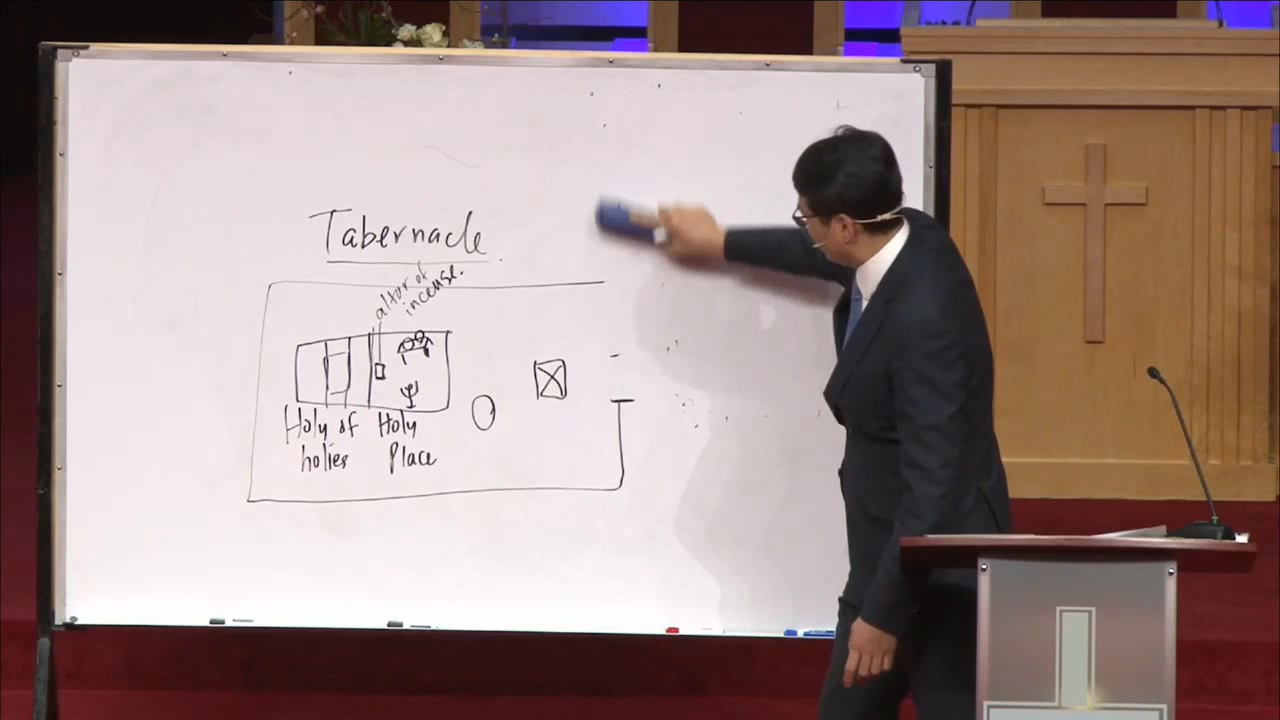 Tabernacle
altar of
incense.
Holy of
holies
Holy
Place